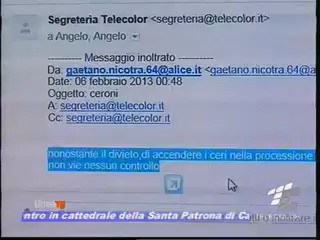 Segreteria Telecolor <segreteria@telecolor.it>
a Angelo, Angelo
---------- Messaggio inoltrato ----------
Da. gaetano.nicotra.64@alice.it <gaetano.nicotra.64@a
Date: 06 febbraio 2013 00:48
Oggetto: ceroni
A: segreteria@telecolor.it
Cc: segreteria@telecolor.it
nonostante il divieto,di accendere i ceri nella processione
non vie nessun controllo
ntro in cattedrale della Santa Patrona di Ca